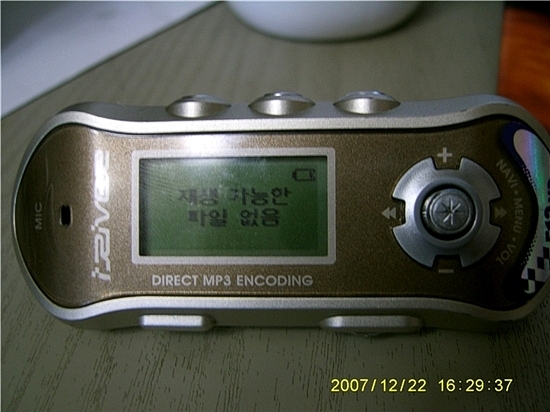 iriver
MIC
재생 가능한
파일 없음
DIRECT MP3 ENCODING
+
−
NAVI·MENU·VOL
2007/12/22 16:29:37